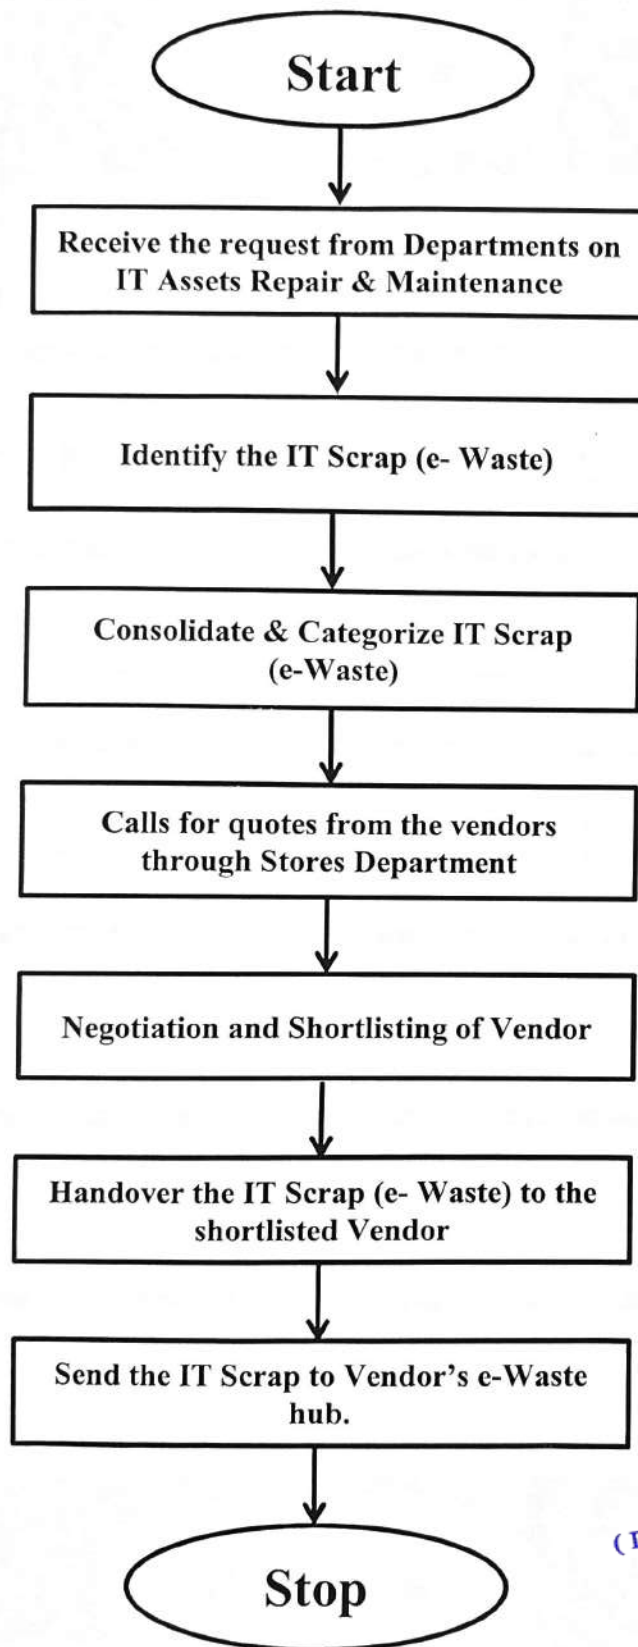 Start
Receive the request from Departments on
IT Assets Repair & Maintenance
Identify the IT Scrap (e- Waste)
Consolidate & Categorize IT Scrap
(e-Waste)
Calls for quotes from the vendors
through Stores Department
Negotiation and Shortlisting of Vendor
Handover the IT Scrap (e- Waste) to the
shortlisted Vendor
Send the IT Scrap to Vendor's e-Waste
hub.
Stop